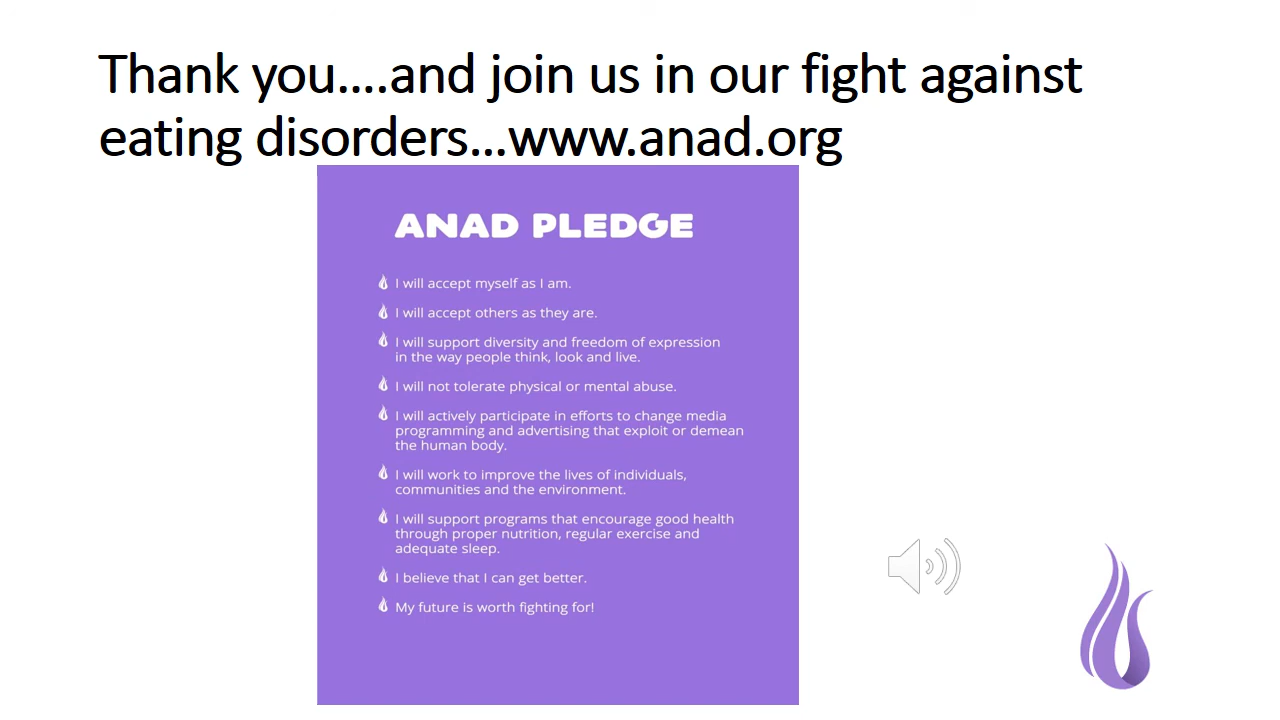 Thank you....and join us in our fight against
eating disorders...www.anad.org
ANAD PLEDGE
I will accept myself as I am.
I will accept others as they are.
I will support diversity and freedom of expression
in the way people think, look and live.
I will not tolerate physical or mental abuse.
I will actively participate in efforts to change media
programming and advertising that exploit or demean
the human body.
I will work to improve the lives of individuals,
communities and the environment.
I will support programs that encourage good health
through proper nutrition, regular exercise and
adequate sleep.
I believe that I can get better.
My future is worth fighting for!